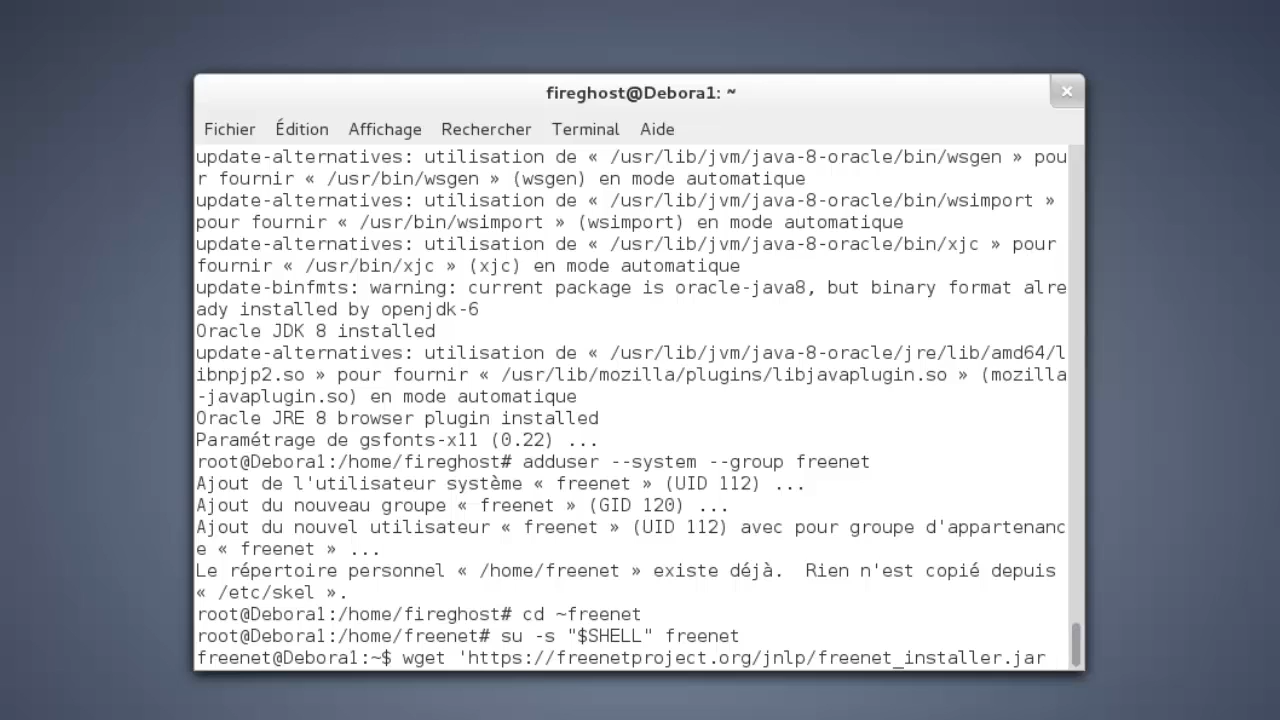 fireghost@Debora1: ~
Fichier Édition Affichage Rechercher Terminal Aide
update-alternatives: utilisation de « /usr/lib/jvm/java-8-oracle/bin/wsgen » pou
r fournir « /usr/bin/wsgen » (wsgen) en mode automatique
update-alternatives: utilisation de « /usr/lib/jvm/java-8-oracle/bin/wsimport »
pour fournir « /usr/bin/wsimport » (wsimport) en mode automatique
update-alternatives: utilisation de « /usr/lib/jvm/java-8-oracle/bin/xjc » pour
fournir « /usr/bin/xjc » (xjc) en mode automatique
update-binfmts: warning: current package is oracle-java8, but binary format alre
ady installed by openjdk-6
Oracle JDK 8 installed
update-alternatives: utilisation de « /usr/lib/jvm/java-8-oracle/jre/lib/amd64/l
ibnpjp2.so » pour fournir « /usr/lib/mozilla/plugins/libjavaplugin.so » (mozilla
-javaplugin.so) en mode automatique
Oracle JRE 8 browser plugin installed
Paramétrage de gsfonts-x11 (0.22) ...
root@Debora1:/home/fireghost# adduser --system --group freenet
Ajout de l'utilisateur système « freenet » (UID 112) ...
Ajout du nouveau groupe « freenet » (GID 120) ...
Ajout du nouvel utilisateur « freenet » (UID 112) avec pour groupe d'appartenanc
e « freenet » ...
Le répertoire personnel « /home/freenet » existe déjà.  Rien n'est copié depuis
« /etc/skel ».
root@Debora1:/home/fireghost# cd ~freenet
root@Debora1:/home/freenet# su -s "$SHELL" freenet
freenet@Debora1:~$ wget 'https://freenetproject.org/jnlp/freenet_installer.jar